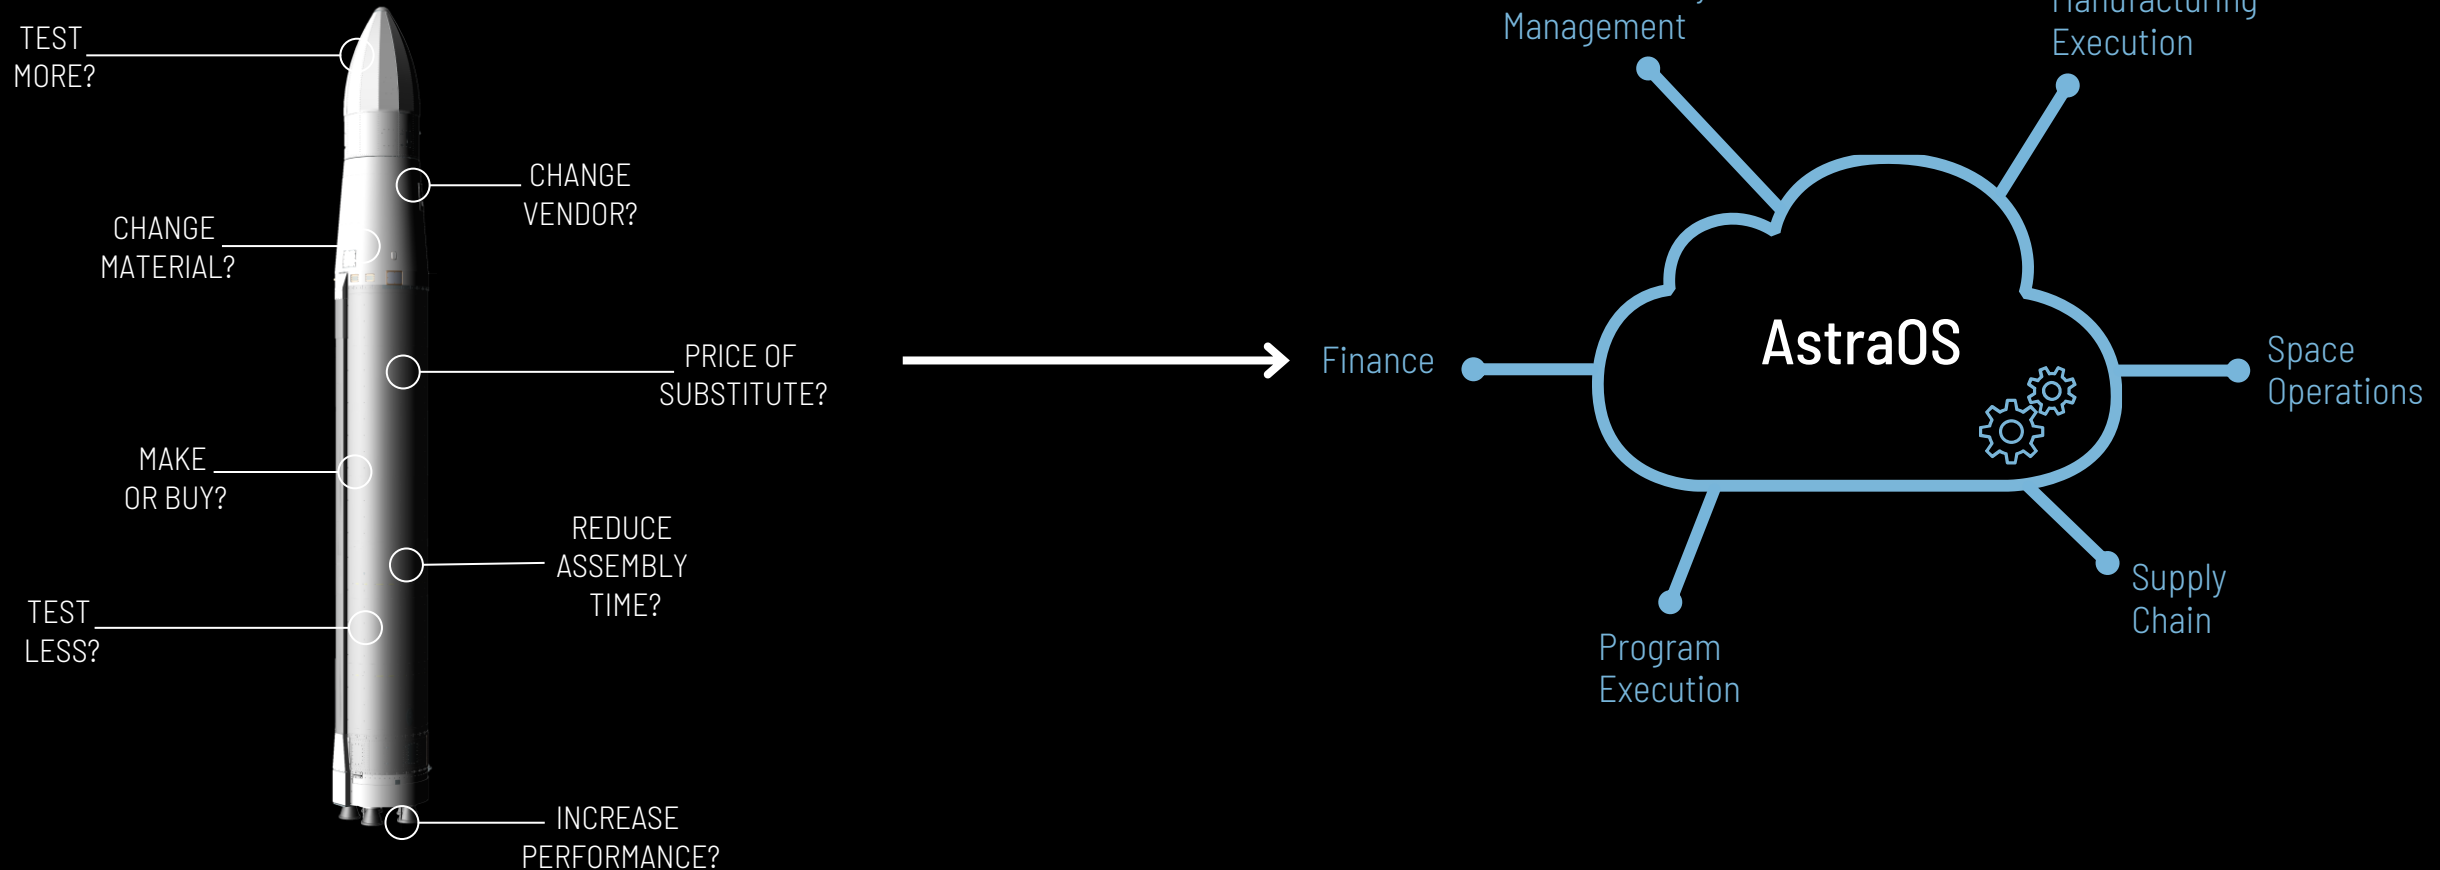 TEST
MORE?
CHANGE
VENDOR?
CHANGE
MATERIAL?
PRICE OF
SUBSTITUTE?
MAKE
OR BUY?
REDUCE
ASSEMBLY
TIME?
TEST
LESS?
INCREASE
PERFORMANCE?
Management
Manufacturing
Execution
AstraOS
Finance
Space
Operations
Supply
Chain
Program
Execution